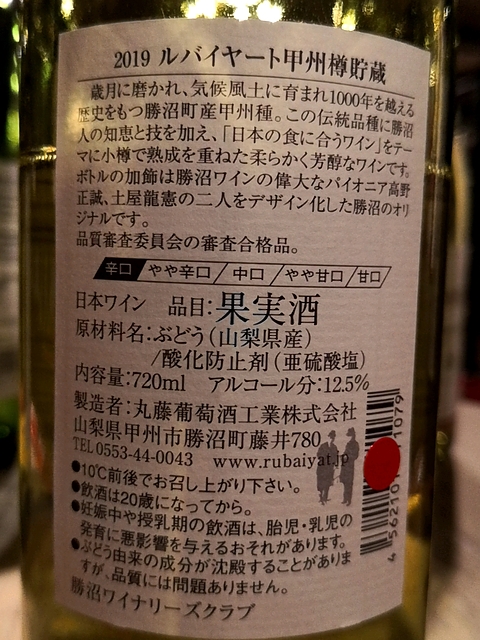 2019 ルバイヤート甲州樽貯蔵
歳月に磨かれ、気候風土に育まれ1000年を越える
歴史をもつ勝沼町産甲州種。この伝統品種に勝沼
人の知恵と技を加え、「日本の食に合うワイン」をテー
マに小樽で熟成を重ねた柔らかく芳醇なワインです。
ボトルの加飾は勝沼ワインの偉大なパイオニア高野
正誠、土屋龍憲の二人をデザイン化した勝沼のオリ
ジナルです。
品質審査委員会の審査合格品。
辛口 やや辛口 中口 やや甘口 甘口
日本ワイン 品目:果実酒
原材料名:ぶどう(山梨県産)
/酸化防止剤(亜硫酸塩)
内容量:720ml アルコール分:12.5%
製造者:丸藤葡萄酒工業株式会社
山梨県甲州市勝沼町藤井780
TEL 0553-44-0043 www.rubaiyat.jp
●10℃前後でお召し上がり下さい。
●飲酒は20歳になってから。
●妊娠中や授乳期の飲酒は、胎児・乳児の
発育に悪影響を与えるおそれがあります。
●ぶどう由来の成分が沈殿することがありま
すが、品質には問題ありません。
勝沼ワイナリーズクラブ